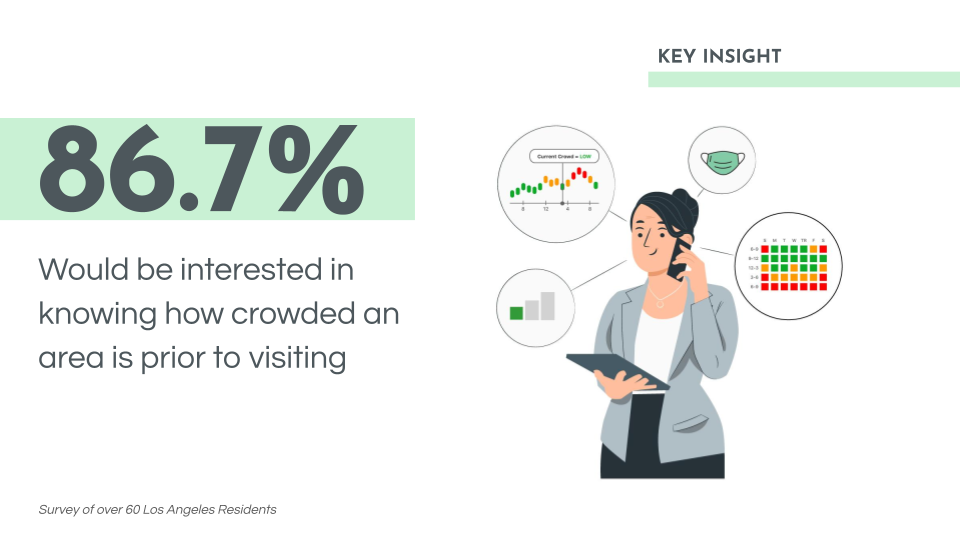 KEY INSIGHT
86.7%
Would be interested in
knowing how crowded an
area is prior to visiting
Current Crowd = LOW
8 12 4 8
S M T W TR F S
6-9
9-12
12-3
3-6
6-9
Survey of over 60 Los Angeles Residents